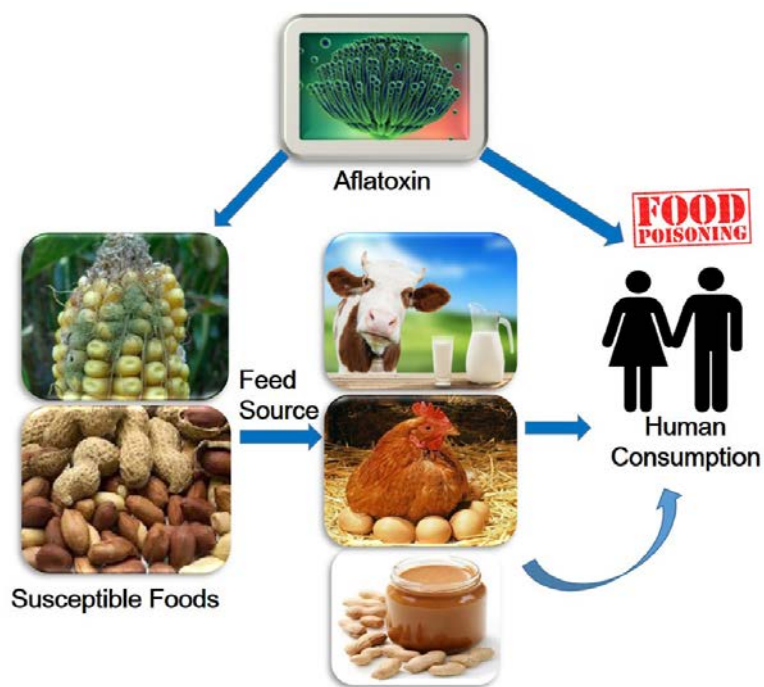 Aflatoxin
FOOD
POISONING
Feed
Source
Human
Consumption
Susceptible Foods